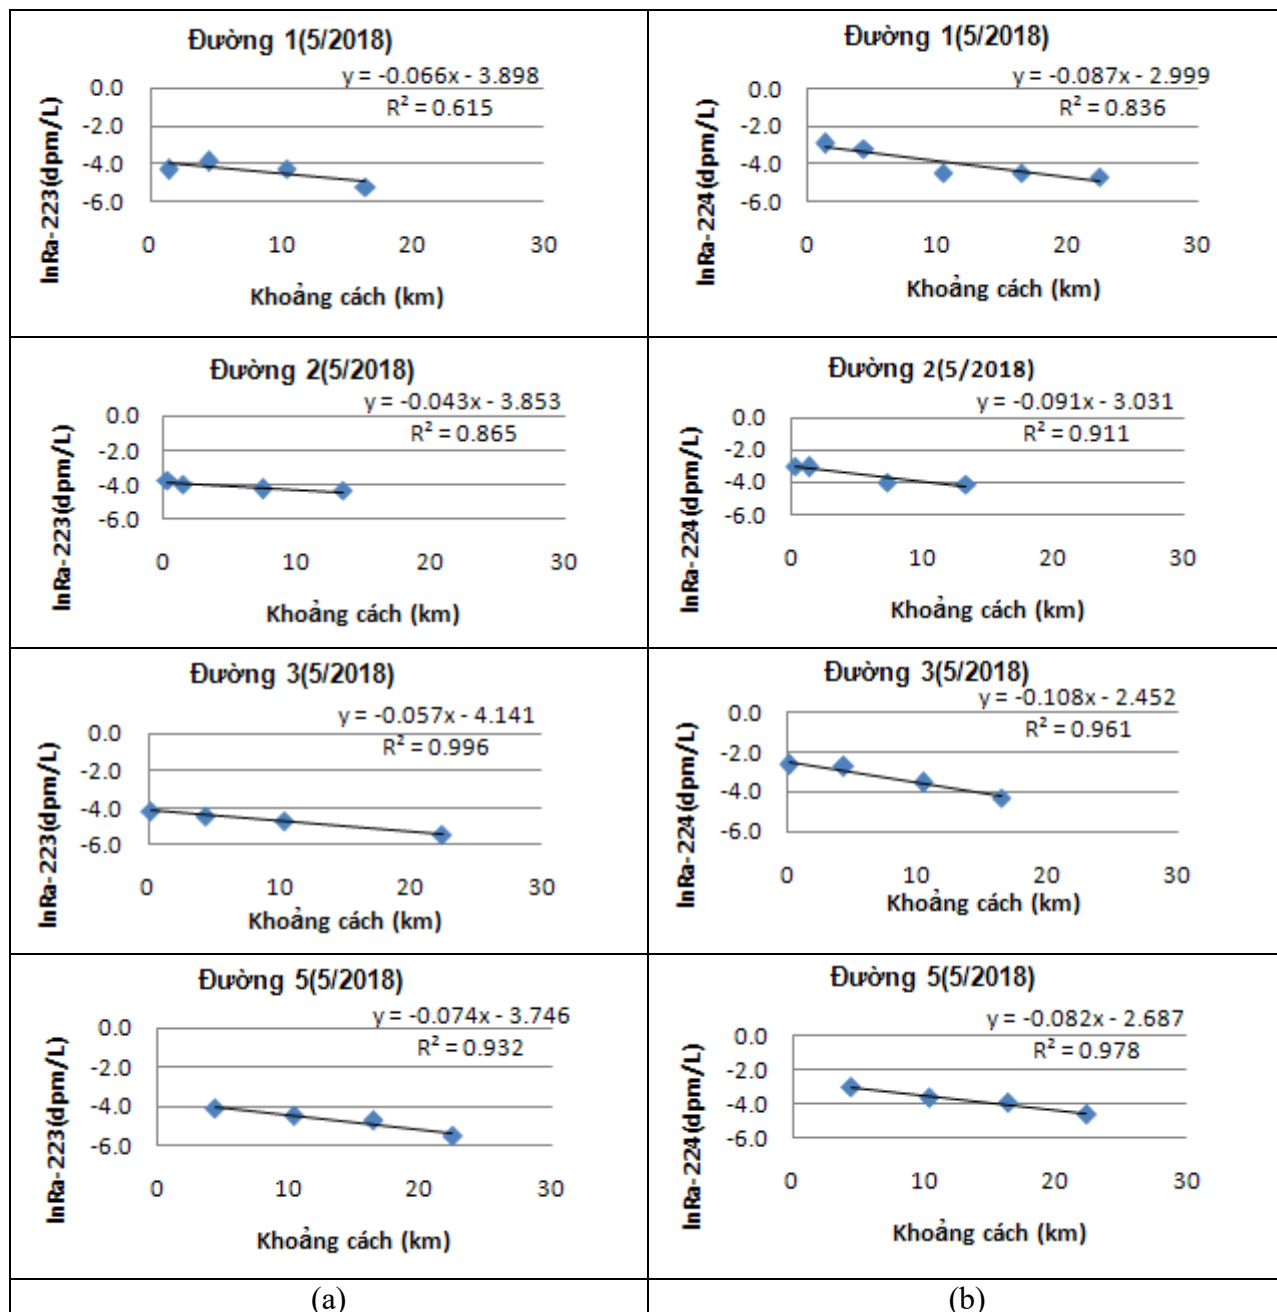 Đường 1(5/2018)
y = -0.066x - 3.898
R² = 0.615
0.0
-2.0
-4.0
-6.0
0 10 20 30
lnRa-223(dpm/L)
Khoảng cách (km)
Đường 1(5/2018)
y = -0.087x - 2.999
R² = 0.836
0.0
-2.0
-4.0
-6.0
0 10 20 30
lnRa-224(dpm/L)
Khoảng cách (km)
Đường 2(5/2018)
y = -0.043x - 3.853
R² = 0.865
0.0
-2.0
-4.0
-6.0
0 10 20 30
lnRa-223(dpm/L)
Khoảng cách (km)
Đường 2(5/2018)
y = -0.091x - 3.031
R² = 0.911
0.0
-2.0
-4.0
-6.0
0 10 20 30
lnRa-224(dpm/L)
Khoảng cách (km)
Đường 3(5/2018)
y = -0.057x - 4.141
R² = 0.996
0.0
-2.0
-4.0
-6.0
0 10 20 30
lnRa-223(dpm/L)
Khoảng cách (km)
Đường 3(5/2018)
y = -0.108x - 2.452
R² = 0.961
0.0
-2.0
-4.0
-6.0
0 10 20 30
lnRa-224(dpm/L)
Khoảng cách (km)
Đường 5(5/2018)
y = -0.074x - 3.746
R² = 0.932
0.0
-2.0
-4.0
-6.0
0 10 20 30
lnRa-223(dpm/L)
Khoảng cách (km)
Đường 5(5/2018)
y = -0.082x - 2.687
R² = 0.978
0.0
-2.0
-4.0
-6.0
0 10 20 30
lnRa-224(dpm/L)
Khoảng cách (km)
(a)
(b)